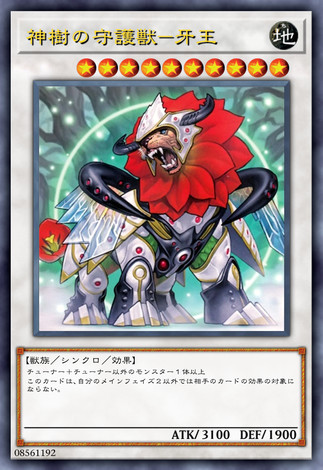 神樹の守護獣－牙王
地
【獣族／シンクロ／効果】
チューナー＋チューナー以外のモンスター１体以上
このカードは、自分のメインフェイズ２以外では相手のカードの効果の対象に
ならない。
ATK/ 3100 DEF/1900
08561192